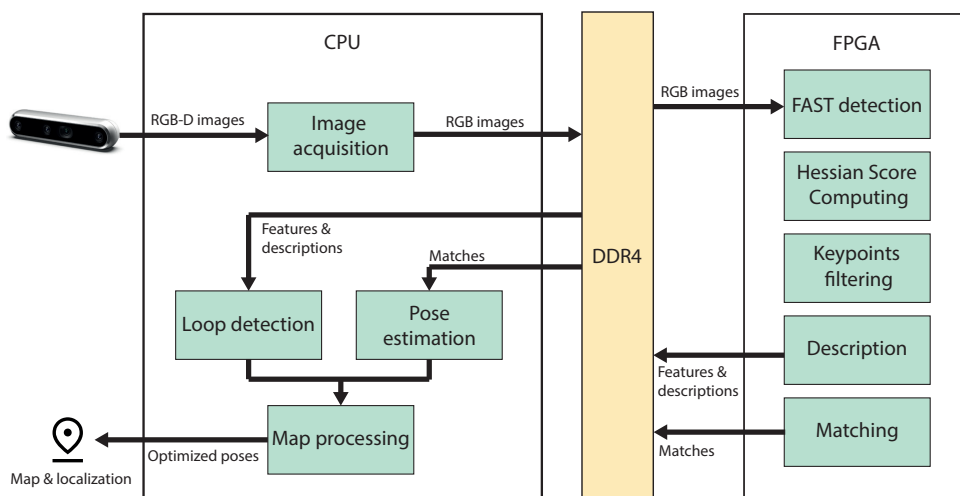 CPU
FPGA
RGB-D images
Image
acquisition
RGB images
RGB images
FAST detection
Hessian Score
Computing
Features &
descriptions
Matches
DDR4
Keypoints
filtering
Loop detection
Pose
estimation
Description
Features &
descriptions
Map processing
Optimized poses
Map & localization
Matching
Matches